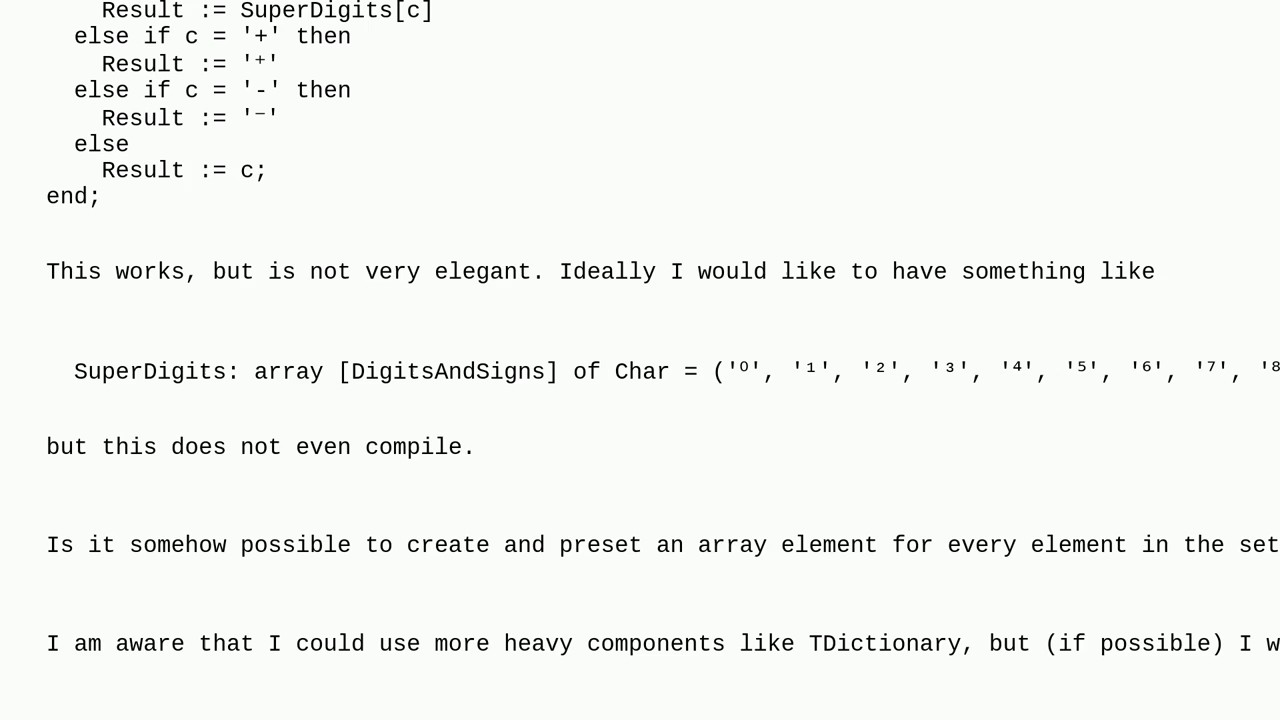 Result := SuperDigits[c]
else if c = '+' then
Result := '⁺'
else if c = '-' then
Result := '⁻'
else
Result := c;
end;
This works, but is not very elegant. Ideally I would like to have something like
SuperDigits: array [DigitsAndSigns] of Char = ('⁰', '¹', '²', '³', '⁴', '⁵', '⁶', '⁷', '⁸
but this does not even compile.
Is it somehow possible to create and preset an array element for every element in the set
I am aware that I could use more heavy components like TDictionary, but (if possible) I w